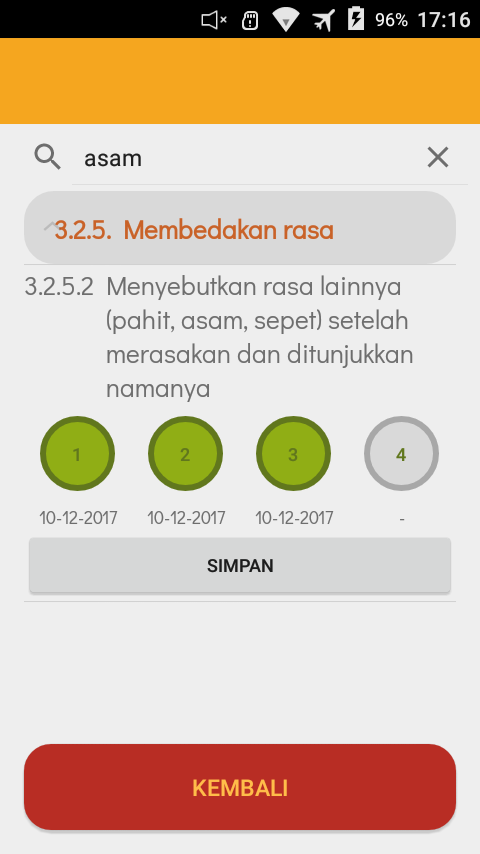 96% 17:16
asam
3.2.5. Membedakan rasa
3.2.5.2 Menyebutkan rasa lainnya
(pahit, asam, sepet) setelah
merasakan dan ditunjukkan
namanya
1 2 3 4
10-12-2017 10-12-2017 10-12-2017 -
SIMPAN
KEMBALI